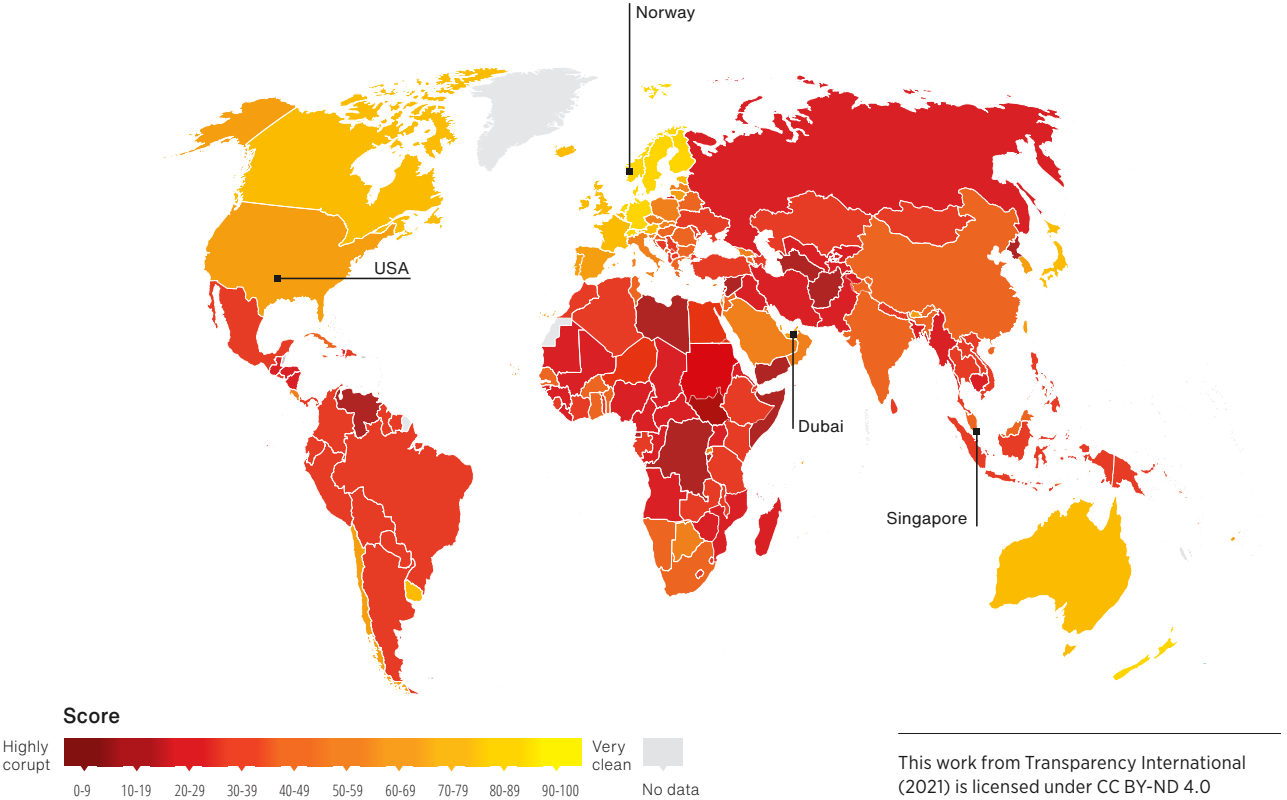 Norway
USA
Dubai
Singapore
Score
Highly
corupt
Very
clean
0-9 10-19 20-29 30-39 40-49 50-59 60-69 70-79 80-89 90-100
No data
This work from Transparency International
(2021) is licensed under CC BY-ND 4.0